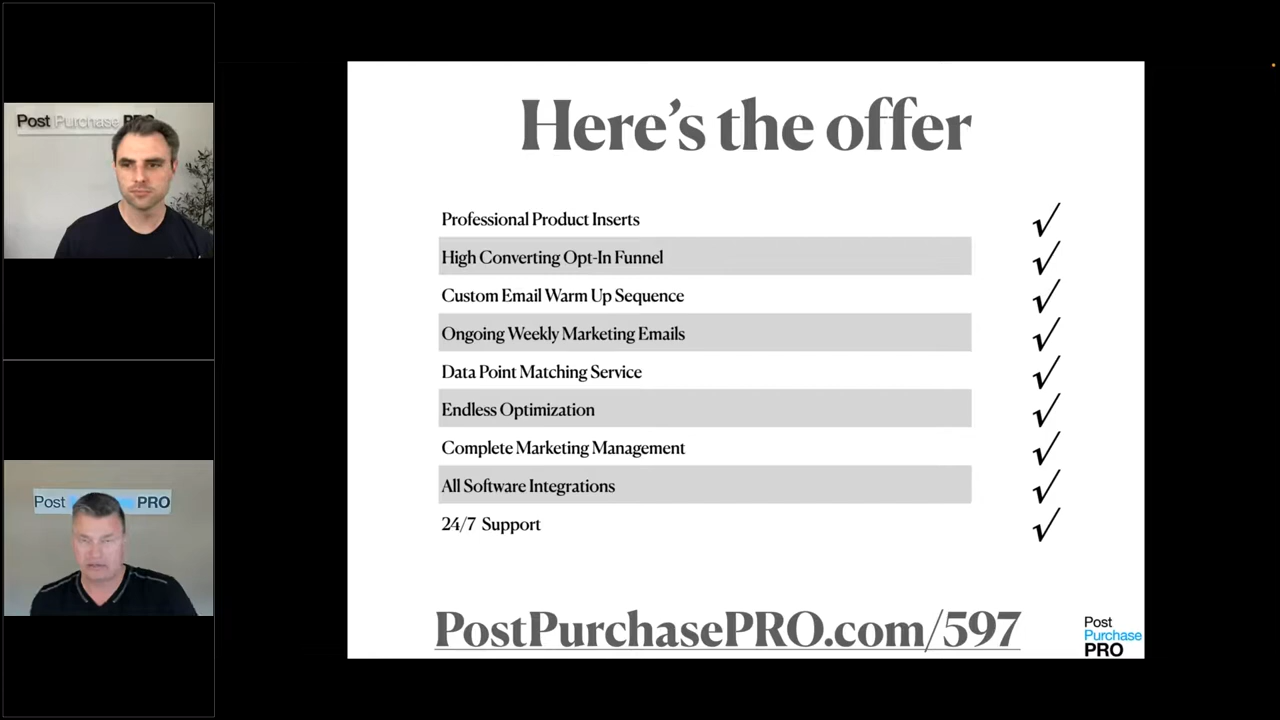 Post Purchase PRO
Post PRO
Here's the offer
Professional Product Inserts
High Converting Opt-In Funnel
Custom Email Warm Up Sequence
Ongoing Weekly Marketing Emails
Data Point Matching Service
Endless Optimization
Complete Marketing Management
All Software Integrations
24/7 Support
PostPurchasePRO.com/597
Post
Purchase
PRO